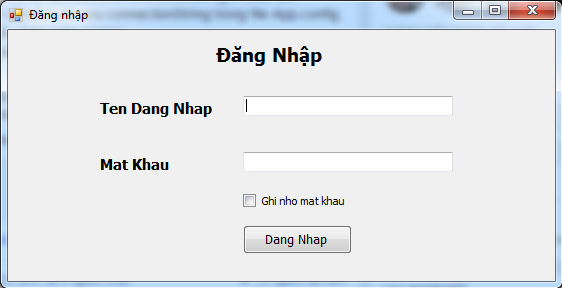 Đăng nhập
Đăng Nhập
Ten Dang Nhap
Mat Khau
Ghi nho mat khau
Dang Nhap